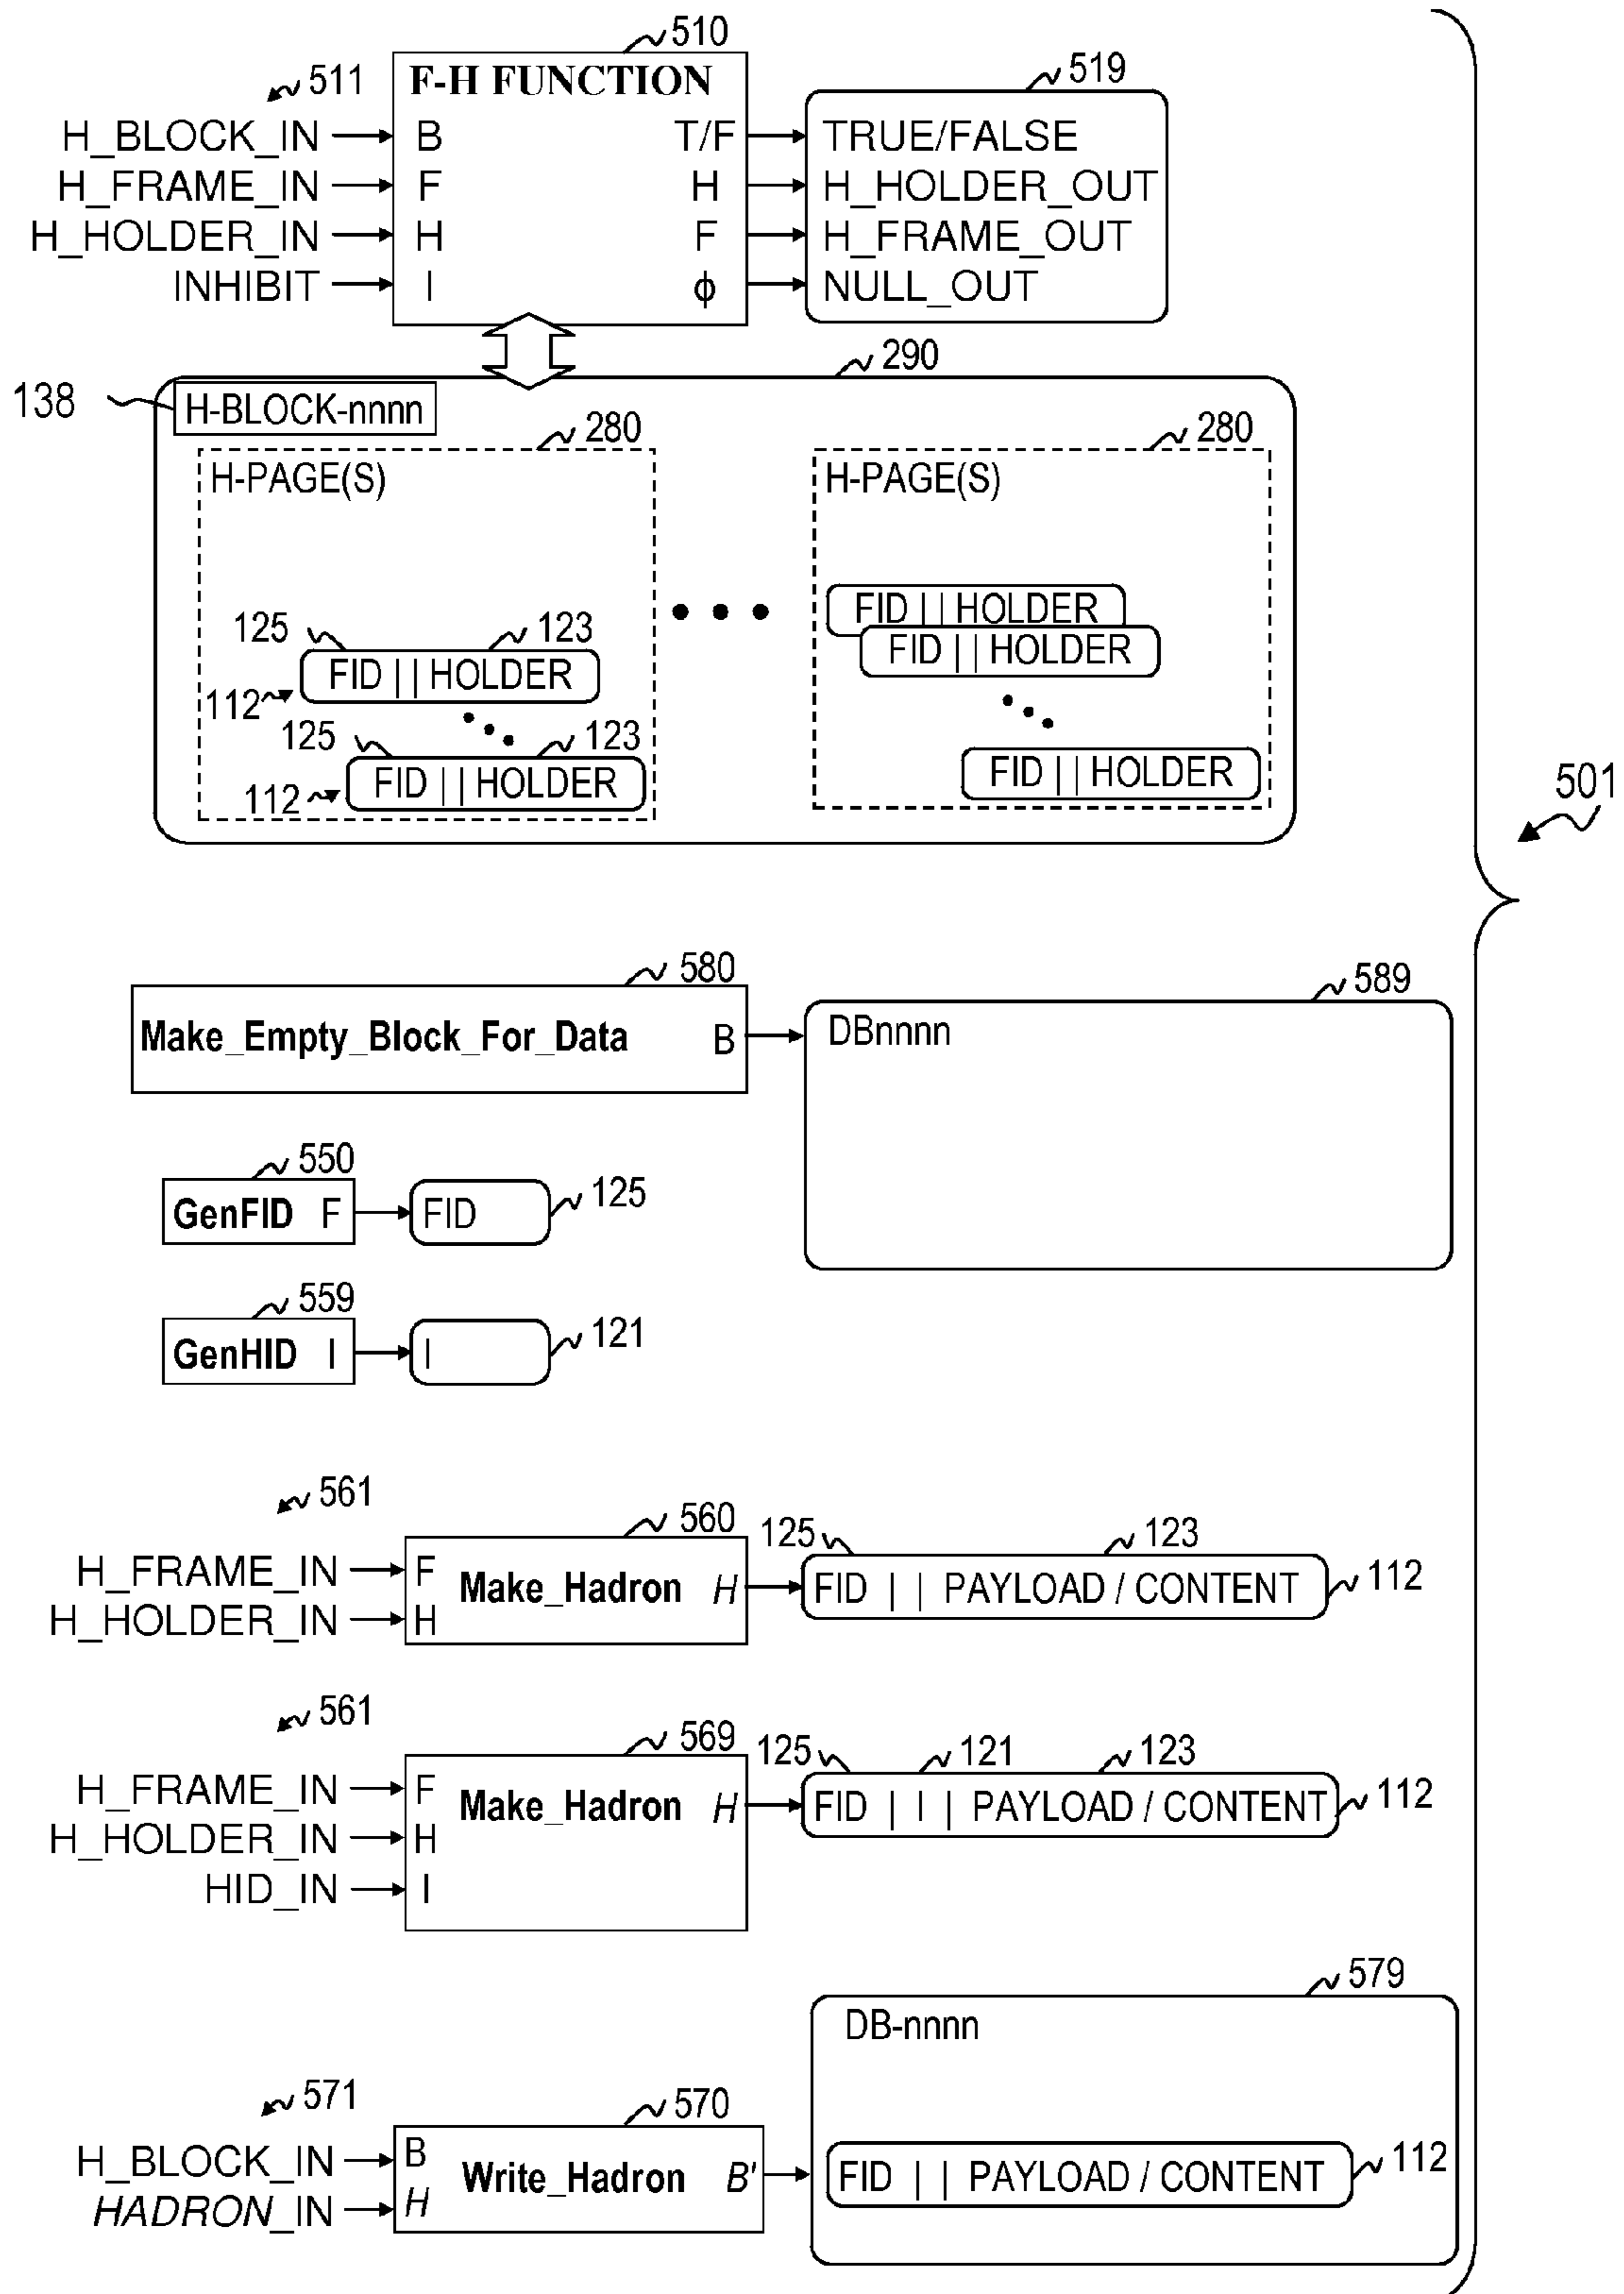 510
511
F-H FUNCTION
519
H_BLOCK_IN B T/F TRUE/FALSE
H_FRAME_IN F H H_HOLDER_OUT
H_HOLDER_IN H F H_FRAME_OUT
INHIBIT I ϕ NULL_OUT
290
138 H-BLOCK-nnnn
280 280
H-PAGE(S) H-PAGE(S)
FID | | HOLDER
125 123 FID | | HOLDER
FID | | HOLDER
112
125 123
FID | | HOLDER FID | | HOLDER
112
501
580 589
Make_Empty_Block_For_Data B DBnnnn
550
GenFID F FID 125
559
GenHID I I 121
561
560 125 123
H_FRAME_IN F Make_Hadron H FID | | PAYLOAD / CONTENT 112
H_HOLDER_IN H
561
569 125 121 123
H_FRAME_IN F Make_Hadron H FID | I | PAYLOAD / CONTENT 112
H_HOLDER_IN H
HID_IN I
579
DB-nnnn
571 570
H_BLOCK_IN B Write_Hadron B' FID | | PAYLOAD / CONTENT 112
HADRON_IN H